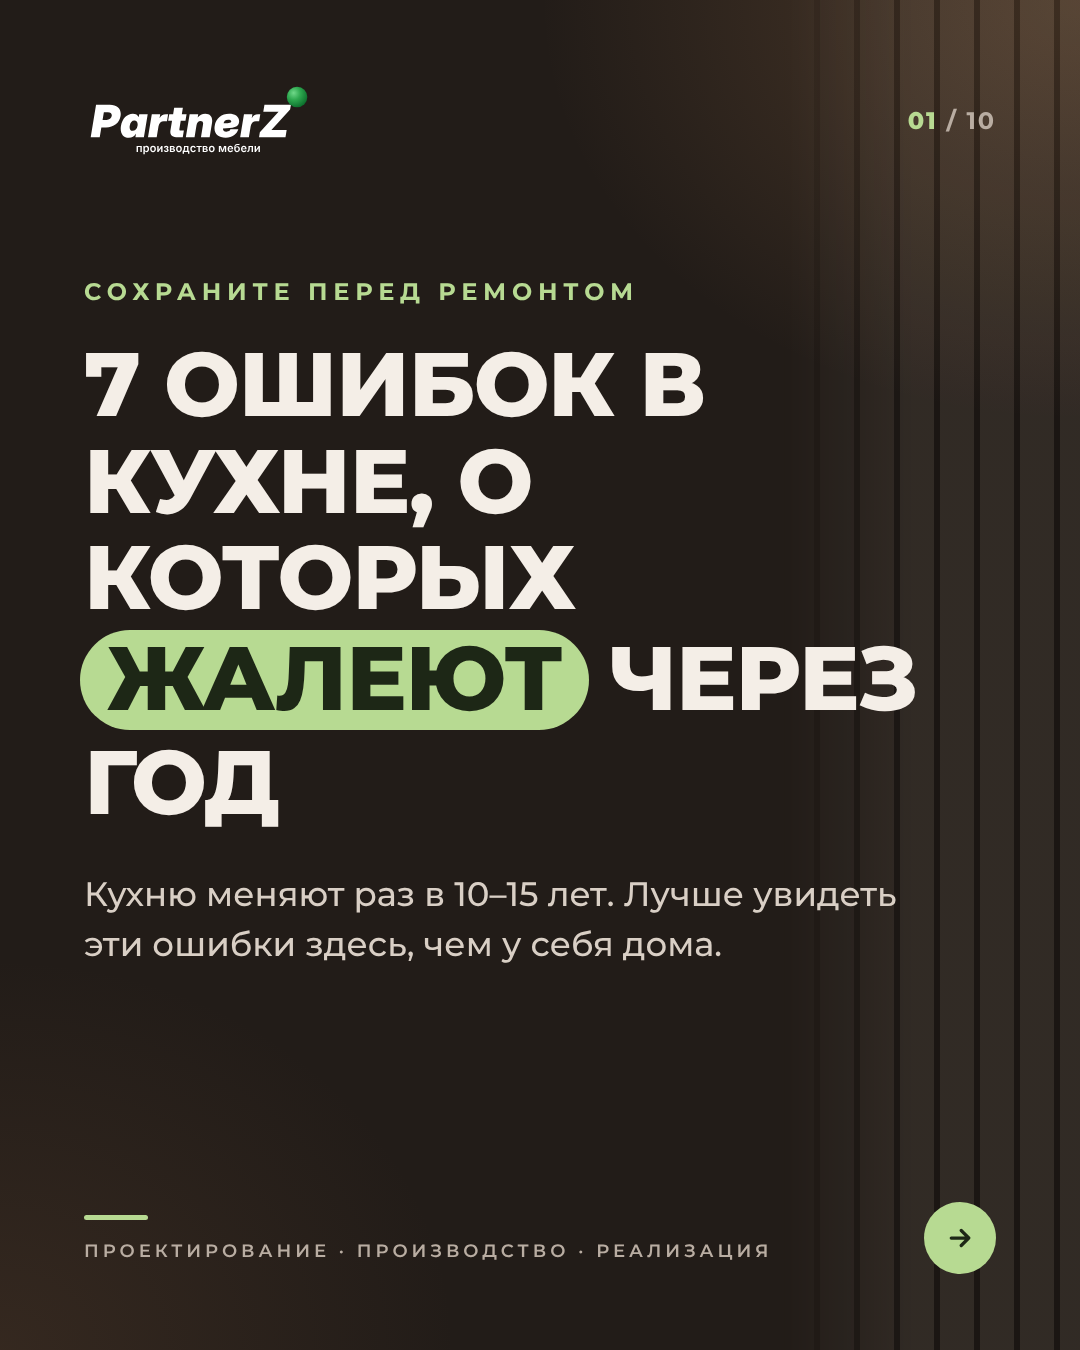 PartnerZ
производство мебели
01 / 10
СОХРАНИТЕ ПЕРЕД РЕМОНТОМ
7 ОШИБОК В
КУХНЕ, О
КОТОРЫХ
ЖАЛЕЮТ ЧЕРЕЗ
ГОД
Кухню меняют раз в 10–15 лет. Лучше увидеть
эти ошибки здесь, чем у себя дома.
ПРОЕКТИРОВАНИЕ · ПРОИЗВОДСТВО · РЕАЛИЗАЦИЯ